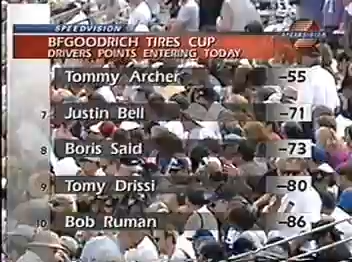 SPEEDVISION
BFGOODRICH TIRES CUP
DRIVERS POINTS ENTERING TODAY
SPEEDVISION
Tommy Archer -55
7 Justin Bell -71
8 Boris Said -73
9 Tomy Drissi -80
10 Bob Ruman -86